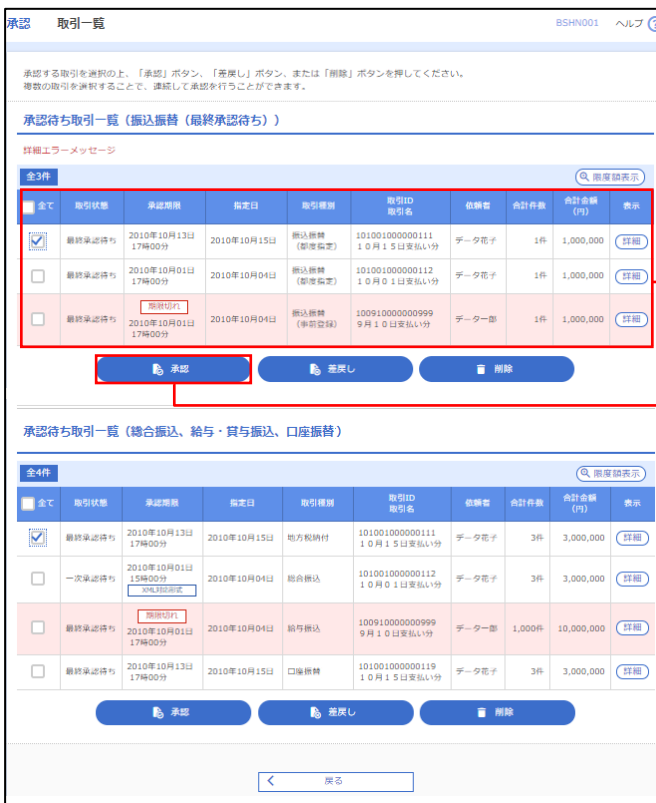 承認 取引一覧 BSHN001 ヘルプ ?
承認する取引を選択の上、「承認」ボタン、「差戻し」ボタン、または「削除」ボタンを押してください。
複数の取引を選択することで、連続して承認を行うことができます。
承認待ち取引一覧（振込振替（最終承認待ち））
詳細エラーメッセージ
全3件 限度額表示
全て 取引状態 承認期限 指定日 取引種別 取引ID 依頼者 合計件数 合計金額 表示
取引名 (円)
最終承認待ち 2010年10月13日 2010年10月15日 振込振替 101001000000111 データ花子 1件 1,000,000 詳細
17時00分 （都度指定） １０月１５日支払い分
最終承認待ち 2010年10月01日 2010年10月04日 振込振替 101001000000112 データ花子 1件 1,000,000 詳細
17時00分 （都度指定） １０月０１日支払い分
期限切れ
最終承認待ち 2010年10月01日 2010年10月04日 振込振替 100910000000999 データ一郎 1件 1,000,000 詳細
17時00分 （事前登録） ９月１０日支払い分
承認 差戻し 削除
承認待ち取引一覧（総合振込、給与・賞与振込、口座振替）
全4件 限度額表示
全て 取引状態 承認期限 指定日 取引種別 取引ID 依頼者 合計件数 合計金額 表示
取引名 (円)
最終承認待ち 2010年10月13日 2010年10月15日 地方税納付 101001000000111 データ花子 3件 3,000,000 詳細
17時00分 １０月１５日支払い分
一次承認待ち 2010年10月01日 2010年10月04日 総合振込 101001000000112 データ花子 3件 3,000,000 詳細
15時00分 １０月０１日支払い分
XML対応形式
期限切れ
最終承認待ち 2010年10月01日 2010年10月04日 給与振込 100910000000999 データ一郎 1,000件 10,000,000 詳細
17時00分 ９月１０日支払い分
最終承認待ち 2010年10月13日 2010年10月15日 口座振替 101001000000119 データ花子 3件 3,000,000 詳細
17時00分 １０月１５日支払い分
承認 差戻し 削除
戻る